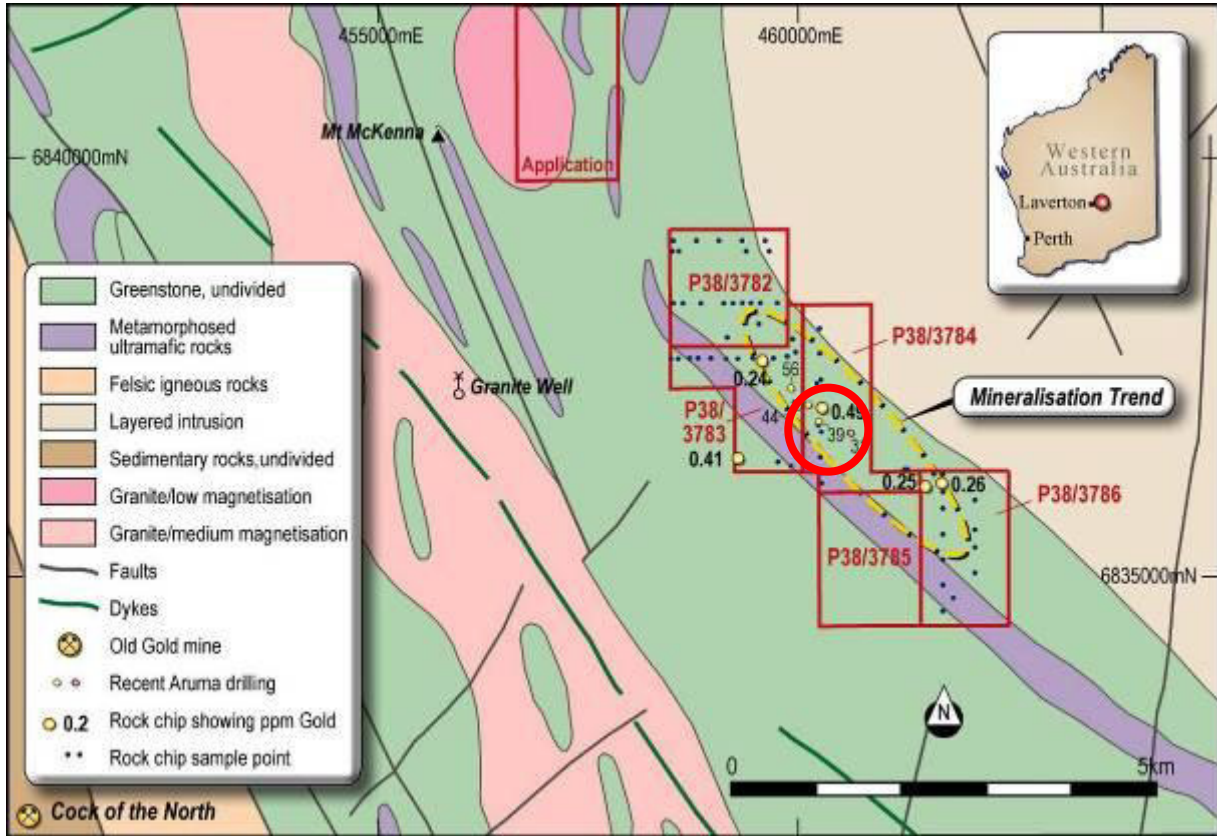 455000mE
460000mE
6840000mN
Mt McKenna
Application
Western
Australia
Laverton
Perth
P38/3782
P38/3784
Granite Well
56
0.24
Mineralisation Trend
P38/
3783
44
39
0.41
0.25
0.26
P38/3786
P38/3785
6835000mN
Greenstone, undivided
Metamorphosed
ultramafic rocks
Felsic igneous rocks
Layered intrusion
Sedimentary rocks,undivided
Granite/low magnetisation
Granite/medium magnetisation
Faults
Dykes
Old Gold mine
Recent Aruma drilling
0.2 Rock chip showing ppm Gold
Rock chip sample point
N
0
5km
Cock of the North